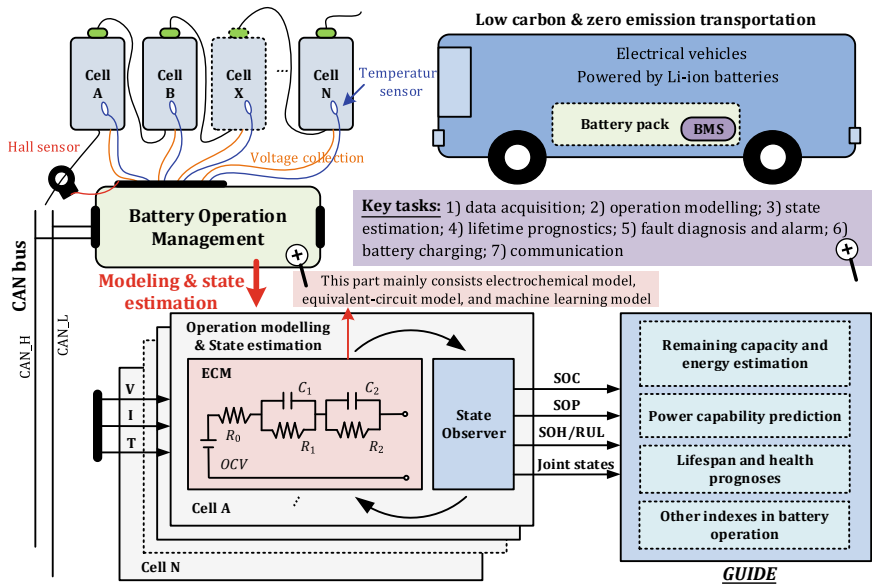 Low carbon & zero emission transportation
Cell
A
Cell
B
Cell
X
...
Cell
N
Temperatur
sensor
Electrical vehicles
Powered by Li-ion batteries
Battery pack
BMS
Hall sensor
Voltage collection
Battery Operation
Management
Key tasks: 1) data acquisition; 2) operation modelling; 3) state
estimation; 4) lifetime prognostics; 5) fault diagnosis and alarm; 6)
battery charging; 7) communication
CAN bus
CAN_H
CAN_L
Modeling & state
estimation
This part mainly consists electrochemical model,
equivalent-circuit model, and machine learning model
Operation modelling
& State estimation
ECM
C1
C2
R0
R1
R2
OCV
V
I
T
State
Observer
...
Cell A
Cell N
SOC
SOP
SOH/RUL
Joint states
Remaining capacity and
energy estimation
Power capability prediction
Lifespan and health
prognoses
Other indexes in battery
operation
GUIDE